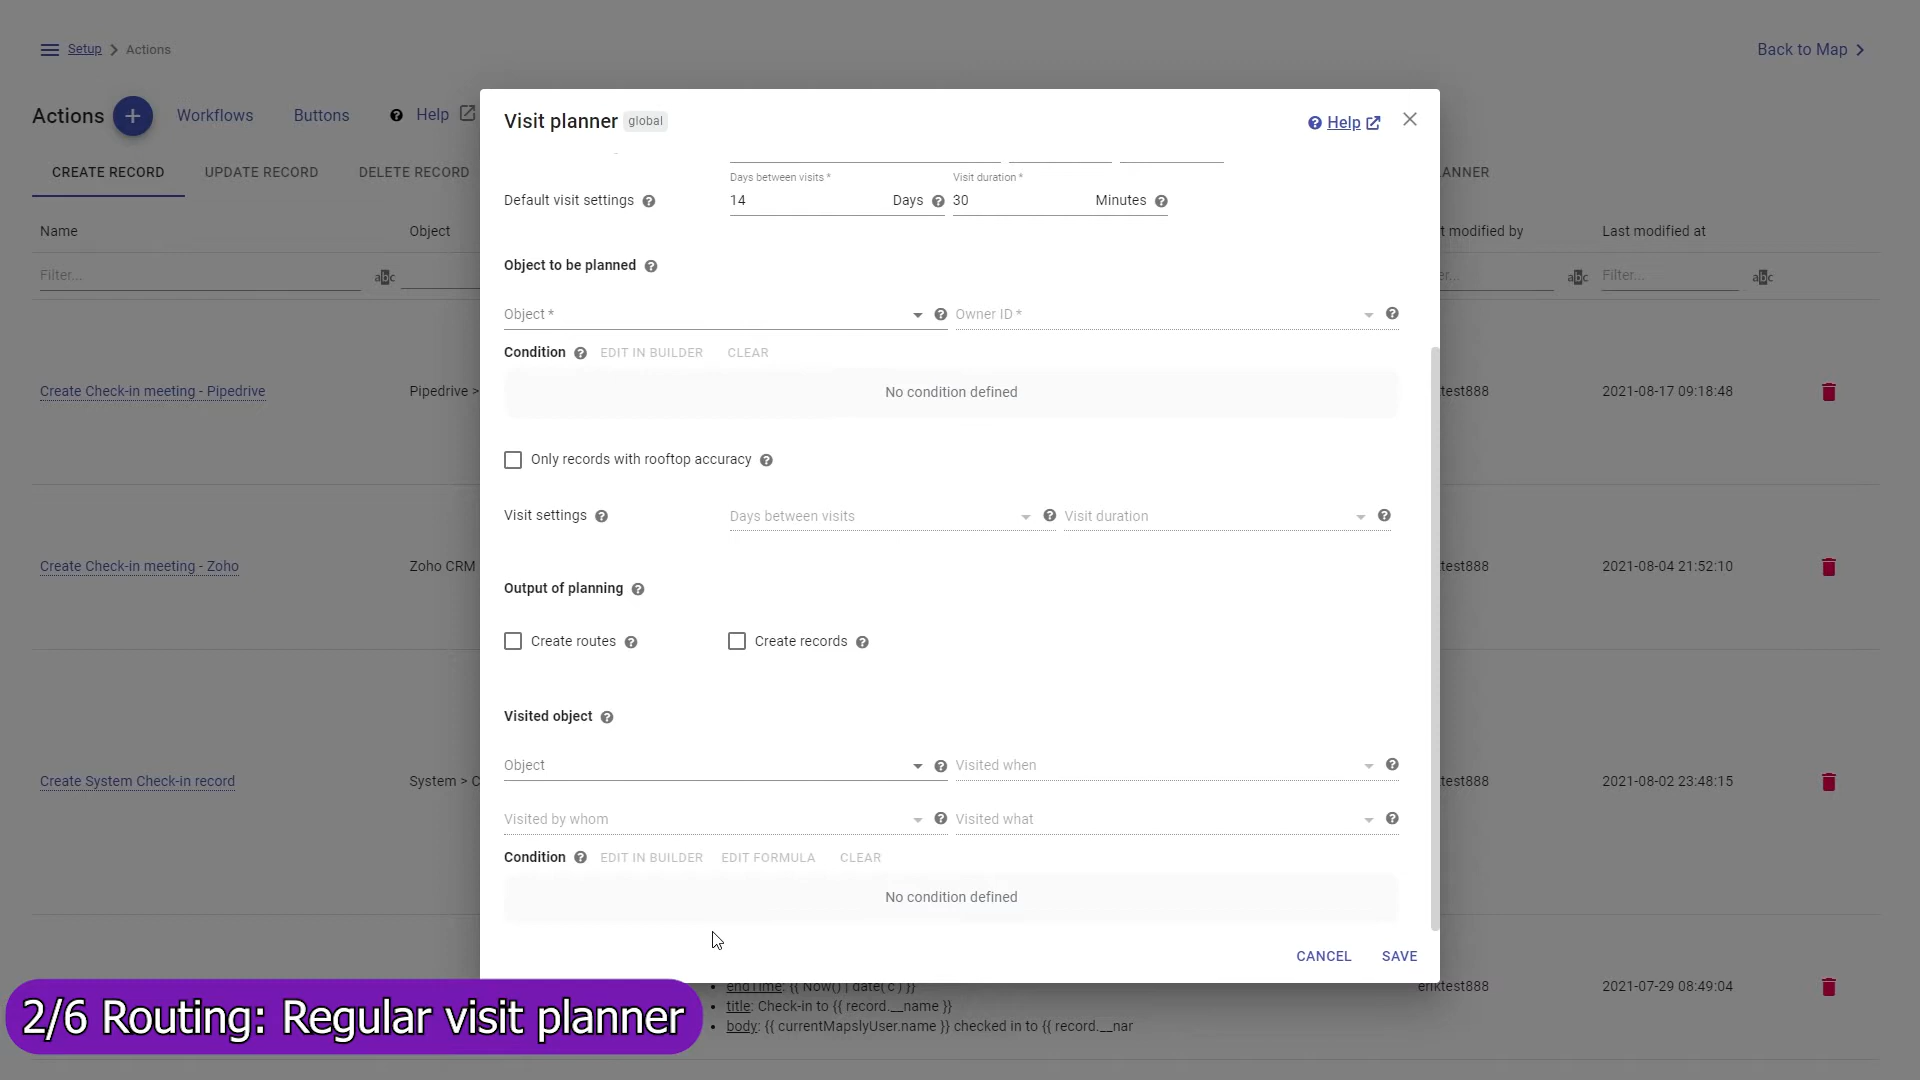 Setup > Actions
Back to Map
Actions + Workflows Buttons Help
CREATE RECORD UPDATE RECORD DELETE RECORD
ANNER
Name Object
t modified by Last modified at
Filter... abc
er... abc Filter... abc
Create Check-in meeting - Pipedrive Pipedrive >
test888 2021-08-17 09:18:48
Create Check-in meeting - Zoho Zoho CRM
test888 2021-08-04 21:52:10
Create System Check-in record System > C
test888 2021-08-02 23:48:15
Visit planner global
Help
Days between visits * Visit duration *
Default visit settings 14 Days 30 Minutes
Object to be planned
Object * Owner ID *
Condition EDIT IN BUILDER CLEAR
No condition defined
Only records with rooftop accuracy
Visit settings Days between visits Visit duration
Output of planning
Create routes Create records
Visited object
Object Visited when
Visited by whom Visited what
Condition EDIT IN BUILDER EDIT FORMULA CLEAR
No condition defined
CANCEL SAVE
endTime: {{ Now() | date('c') }}
title: Check-in to {{ record.__name }}
body: {{ currentMapslyUser.name }} checked in to {{ record.__nar
eriktest888 2021-07-29 08:49:04
2/6 Routing: Regular visit planner